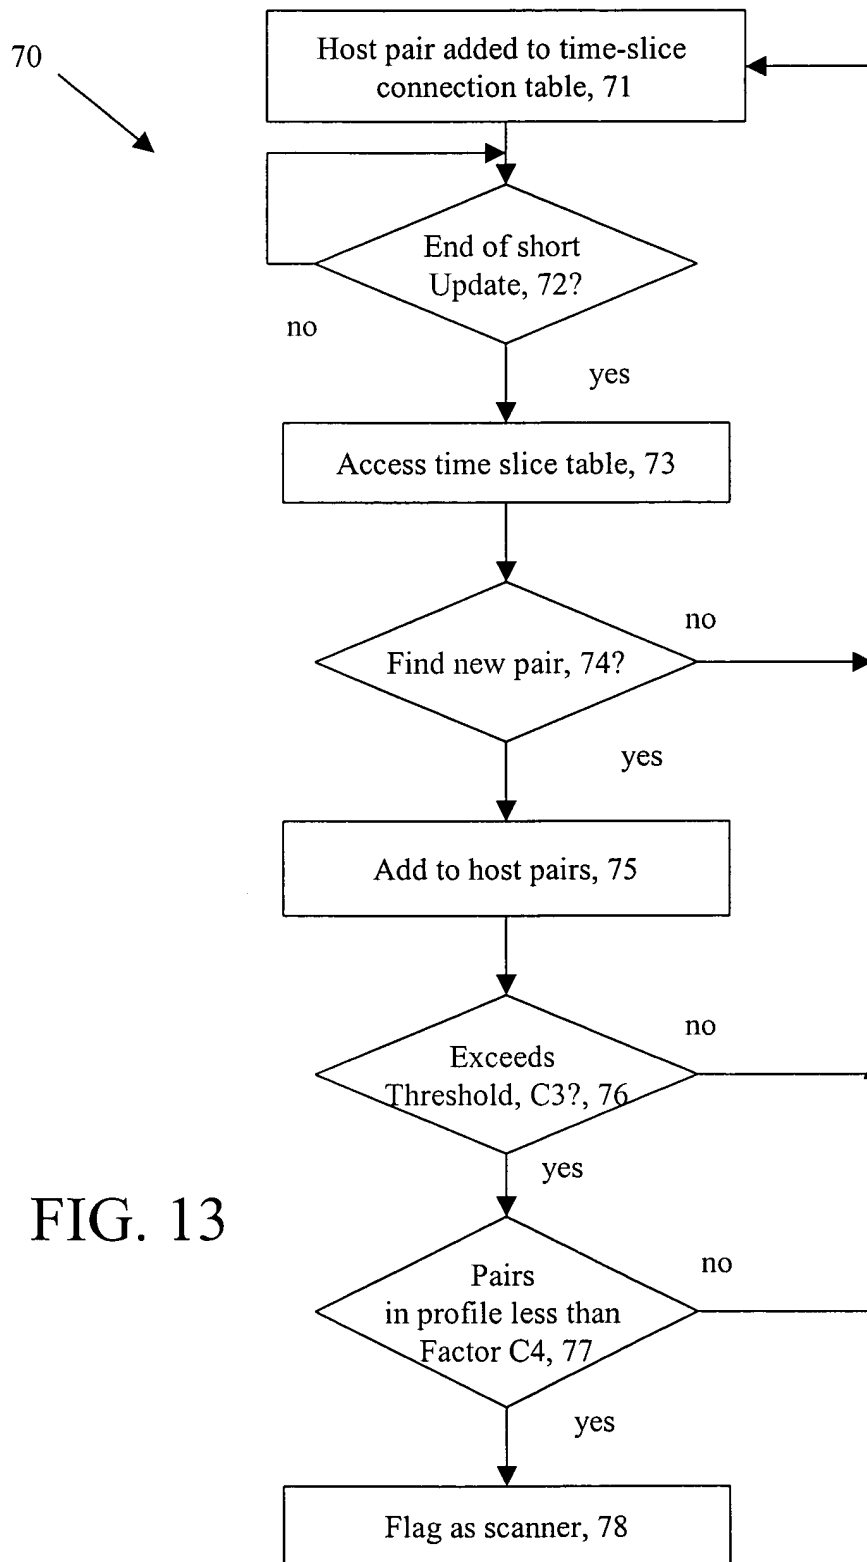 70
Host pair added to time-slice
connection table, 71
End of short
Update, 72?
no
yes
Access time slice table, 73
no
Find new pair, 74?
yes
Add to host pairs, 75
no
Exceeds
Threshold, C3?, 76
yes
FIG. 13
no
Pairs
in profile less than
Factor C4, 77
yes
Flag as scanner, 78